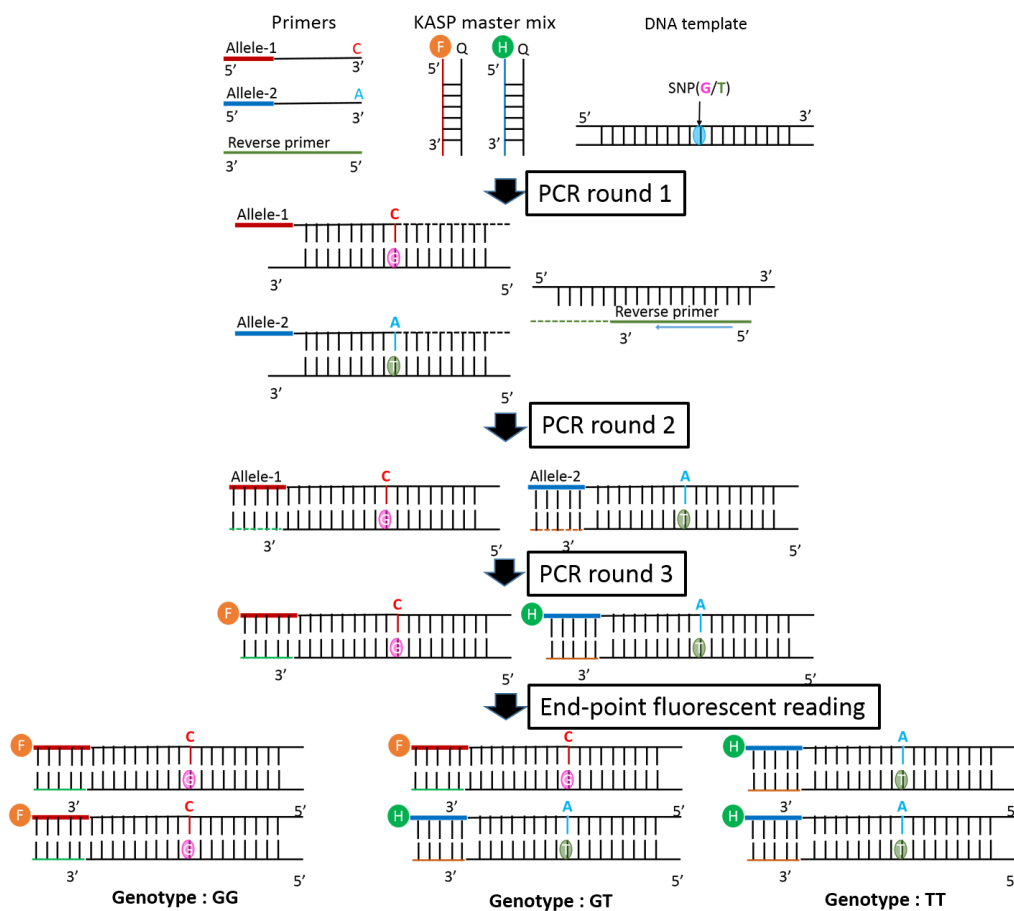 Primers KASP master mix DNA template
F Q H Q
Allele-1 C
5’ 3’
5’ 5’
SNP(G/T)
Allele-2 A
5’ 3’
5’ 3’
Reverse primer
3’ 3’
3’ 5’
PCR round 1
Allele-1 C
G
3’ 5’
5’ 3’
Reverse primer
3’ 5’
Allele-2 A
T
3’ 5’
PCR round 2
Allele-1 C Allele-2 A
G T
3’ 5’ 3’ 5’
PCR round 3
F C H A
G T
3’ 5’ 3’ 5’
End-point fluorescent reading
F C F C H A
G G T
3’ 5’ 3’ 5’ 3’ 5’
F C H A H A
G T T
3’ 5’ 3’ 5’ 3’ 5’
Genotype : GG Genotype : GT Genotype : TT